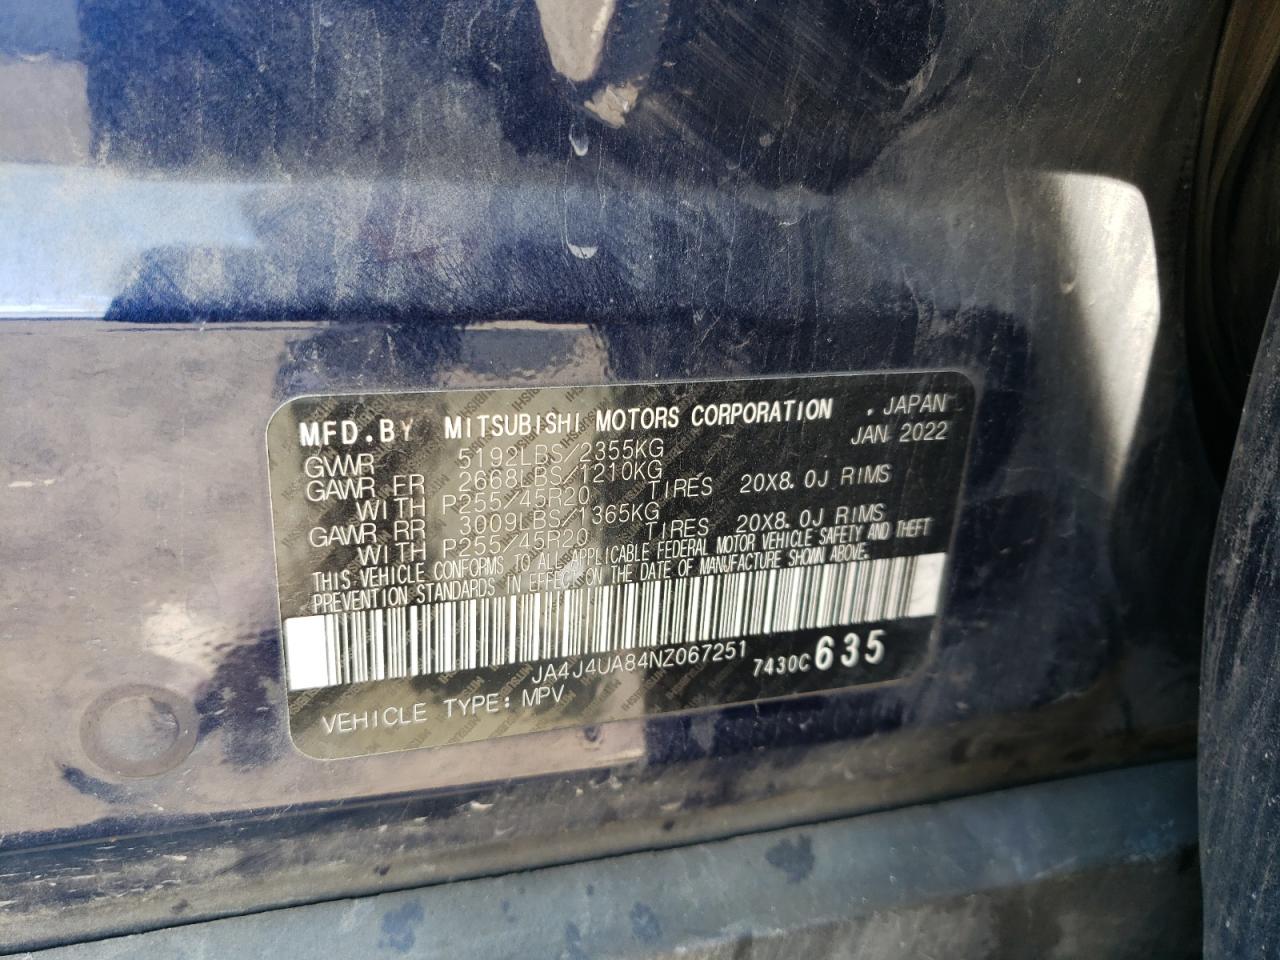 MFD.BY MITSUBISHI MOTORS CORPORATION . JAPAN
JAN 2022
GVWR 5192LBS/2355KG
GAWR FR 2668LBS/1210KG
WITH P255/45R20 TIRES 20X8.0J RIMS
GAWR RR 3009LBS/1365KG
WITH P255/45R20 TIRES 20X8.0J RIMS
THIS VEHICLE CONFORMS TO ALL APPLICABLE FEDERAL MOTOR VEHICLE SAFETY AND THEFT
PREVENTION STANDARDS IN EFFECT ON THE DATE OF MANUFACTURE SHOWN ABOVE.
JA4J4UA84NZ067251 7430C 635
VEHICLE TYPE: MPV